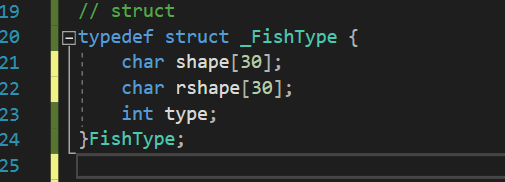 19 // struct
20 typedef struct _FishType {
21 char shape[30];
22 char rshape[30];
23 int type;
24 }FishType;
25